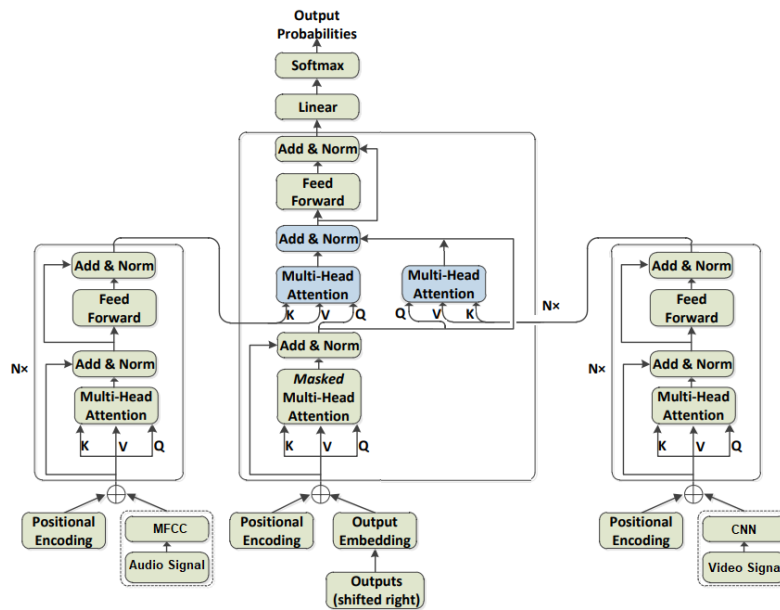 Output
Probabilities
Softmax
Linear
Add & Norm
Feed
Forward
Add & Norm
Multi-Head
Attention
K
V
Q
Multi-Head
Attention
Q
V
K
N×
Add & Norm
Masked
Multi-Head
Attention
K
V
Q
Positional
Encoding
Output
Embedding
Outputs
(shifted right)
Add & Norm
Feed
Forward
Add & Norm
N×
Multi-Head
Attention
K
V
Q
Positional
Encoding
MFCC
Audio Signal
Add & Norm
Feed
Forward
Add & Norm
N×
Multi-Head
Attention
K
V
Q
Positional
Encoding
CNN
Video Signal